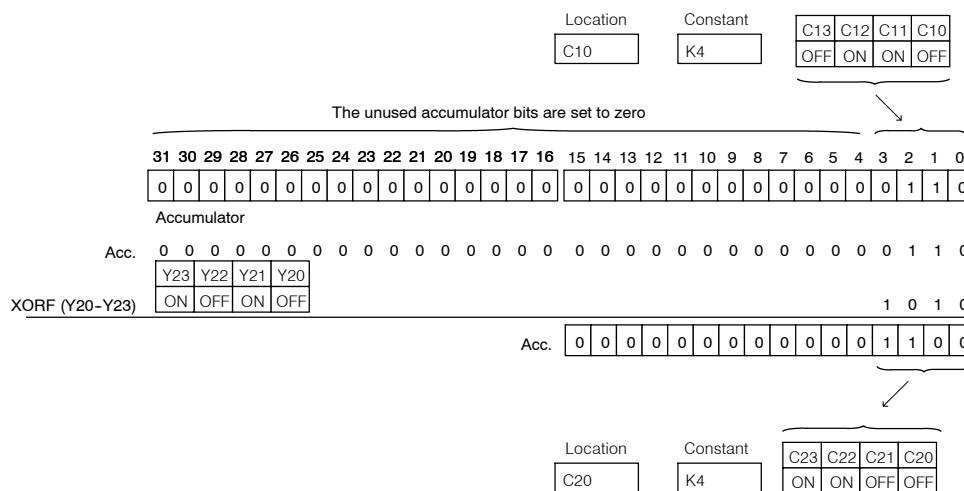 Location Constant C13 C12 C11 C10
C10 K4 OFF ON ON OFF
The unused accumulator bits are set to zero
31 30 29 28 27 26 25 24 23 22 21 20 19 18 17 16 15 14 13 12 11 10 9 8 7 6 5 4 3 2 1 0
0 0 0 0 0 0 0 0 0 0 0 0 0 0 0 0 0 0 0 0 0 0 0 0 0 0 0 0 0 1 1 0
Accumulator
Acc. 0 0 0 0 0 0 0 0 0 0 0 0 0 0 0 0 0 0 0 0 0 0 0 0 0 0 0 0 0 1 1 0
Y23 Y22 Y21 Y20
ON OFF ON OFF
XORF (Y20-Y23) 1 0 1 0
Acc. 0 0 0 0 0 0 0 0 0 0 0 0 1 1 0 0
Location Constant C23 C22 C21 C20
C20 K4 ON ON OFF OFF